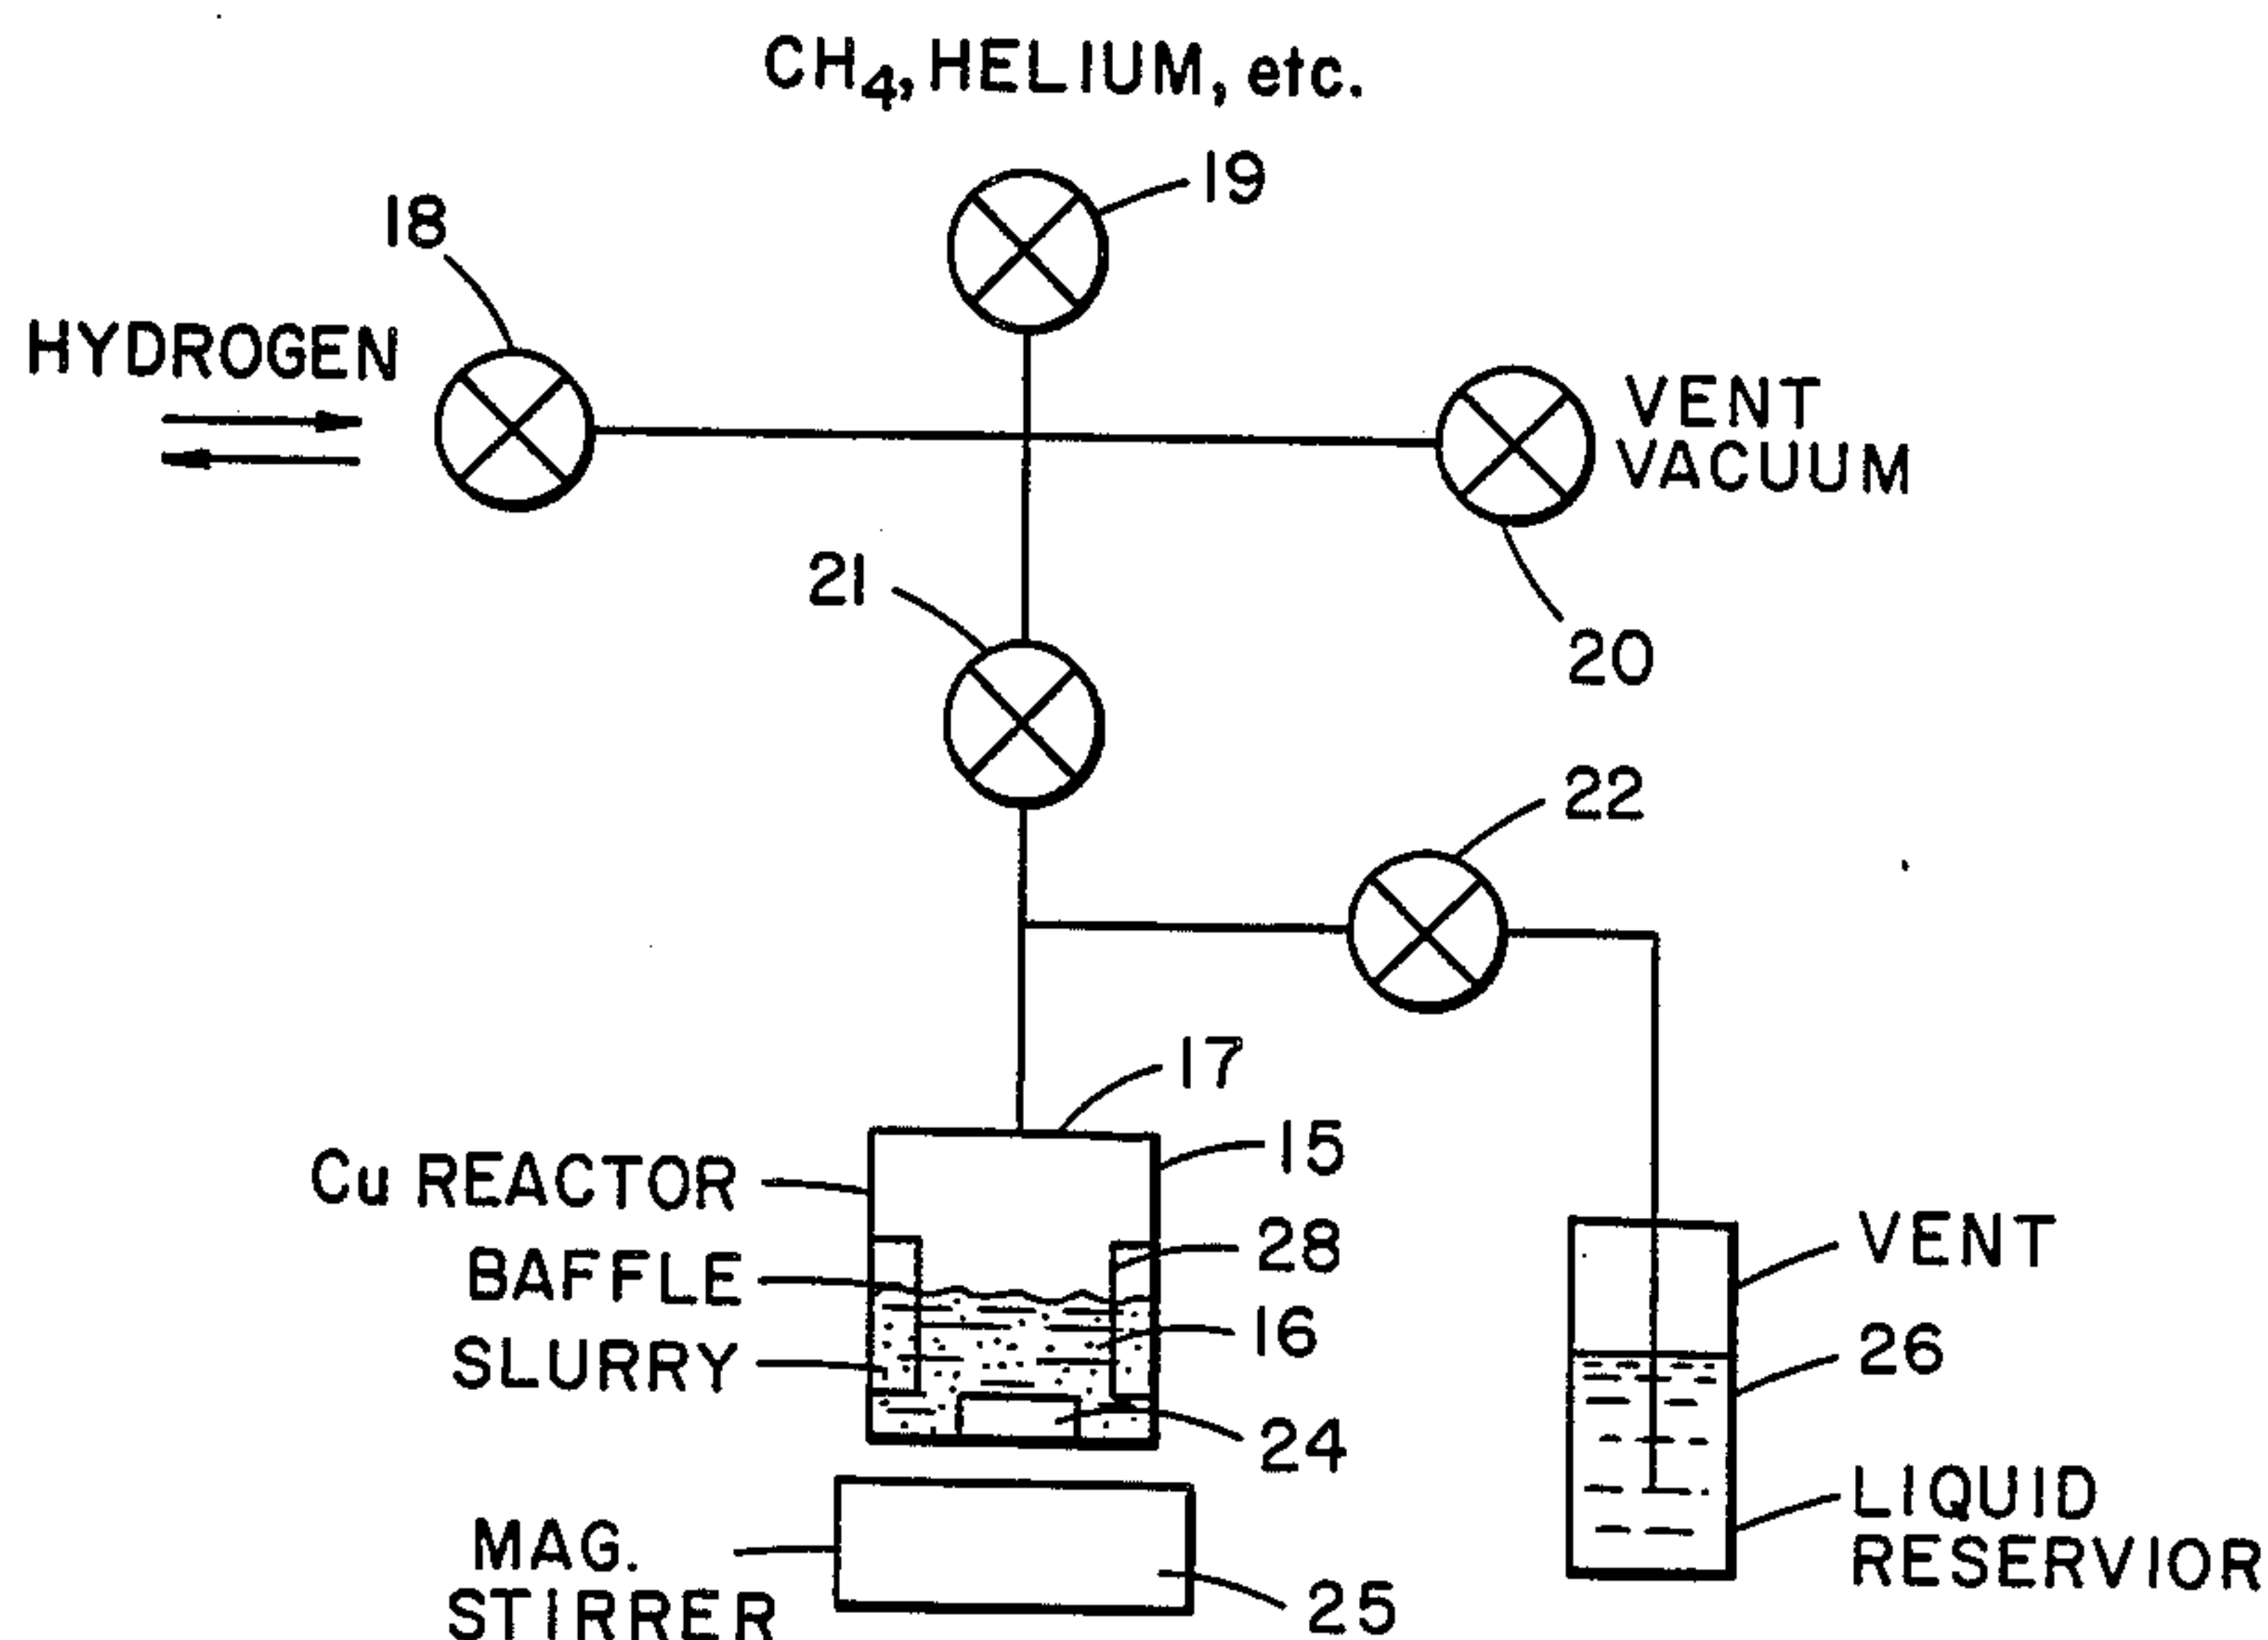 CH4, HELIUM, etc.
19
18
HYDROGEN
VENT
VACUUM
20
21
22
17
15
Cu REACTOR
28
BAFFLE
16
SLURRY
24
VENT
26
LIQUID
RESERVIOR
MAG.
STIRRER
25